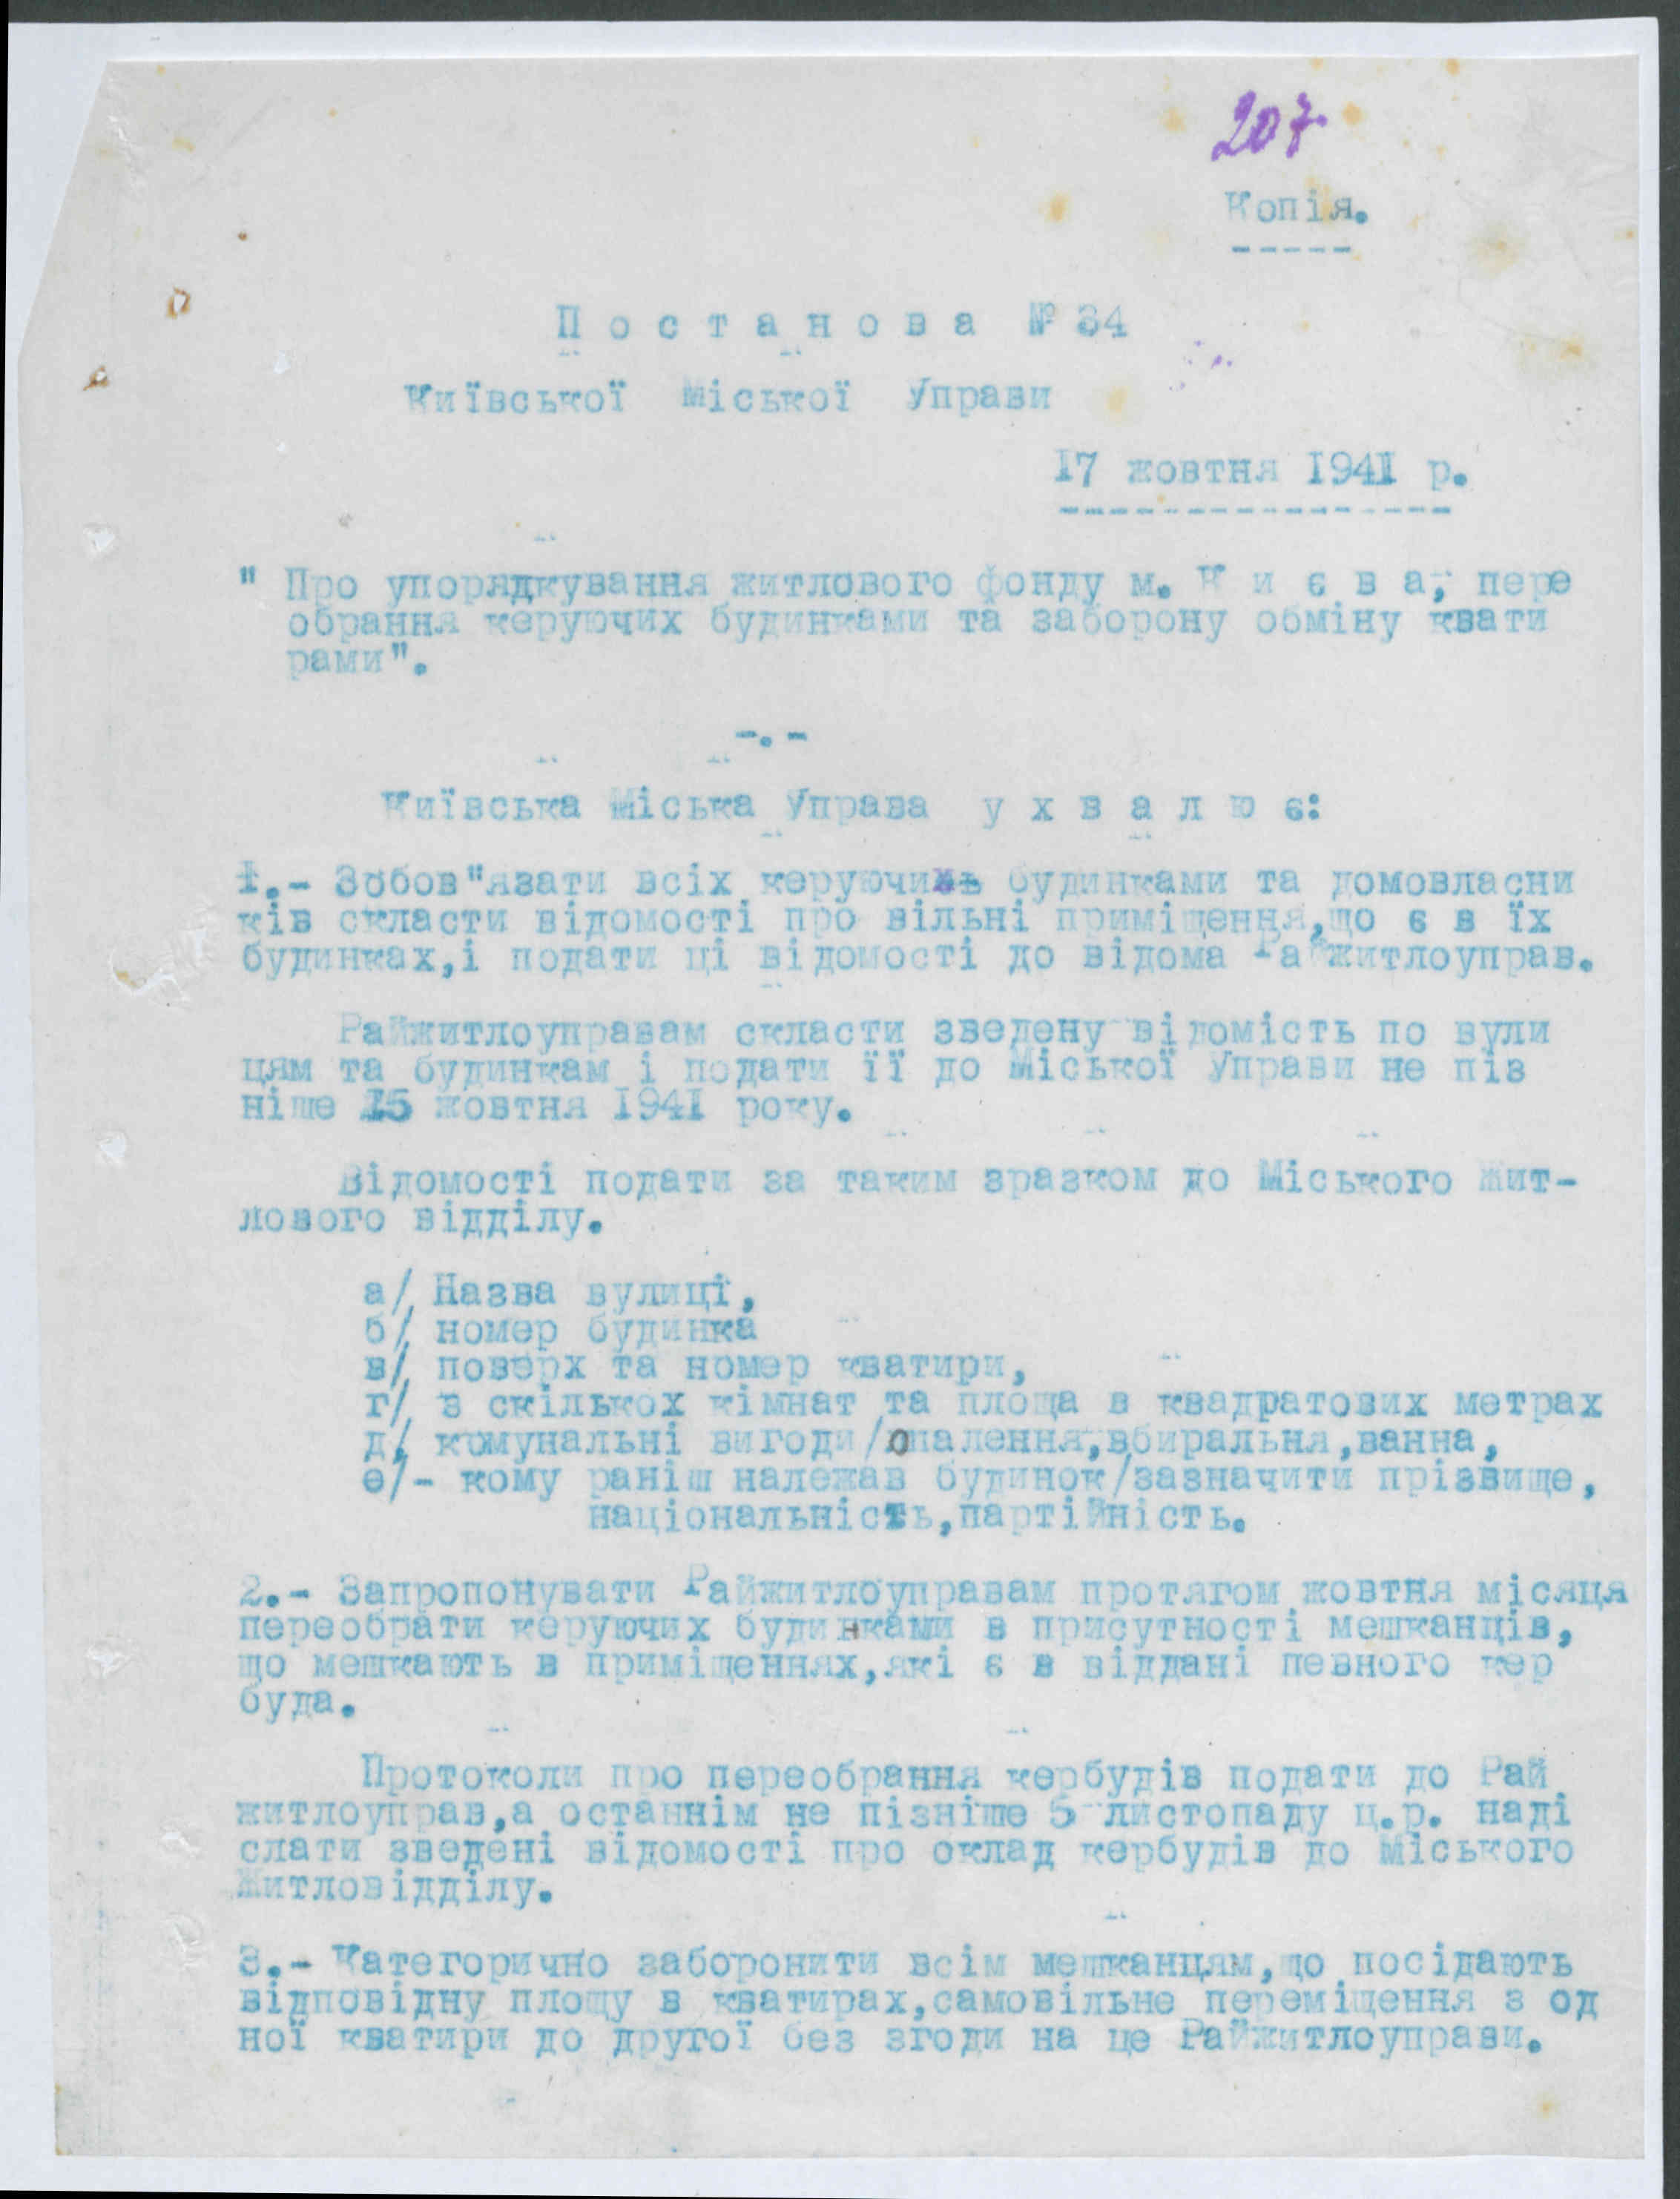 207
Копія.
-----
П о с т а н о в а № 34
Київської Міської Управи
17 жовтня 1941 р.
-----------------
" Про упорядкування житлового фонду м. К и є в а, пере
обрання керуючих будинками та заборону обміну квати
рами".
-.-
Київська Міська Управа у х в а л ю є:
1.- Зобов"язати всіх керуючих будинками та домовласни
ків скласти відомості про вільні приміщення,що є в їх
будинках,і подати ці відомості до відома Райжитлоуправ.
Райжитлоуправам скласти зведену відомість по вули
цям та будинкам і подати її до Міської Управи не піз
ніше 15 жовтня 1941 року.
Відомості подати за таким зразком до Міського Жит-
лового відділу.
а/ Назва вулиці,
б/ номер будинка
в/ поверх та номер кватири,
г/ з скількох кімнат та площа в квадратових метрах
д/ комунальні вигоди/опалення,вбиральня,ванна,
е/- кому раніш належав будинок/зазначити прізвище,
національність,партійність.
2.- Запропонувати Райжитлоуправам протягом жовтня місяця
переобрати керуючих будинками в присутності мешканців,
що мешкають в приміщеннях,які є в віддані певного кер
буда.
Протоколи про переобрання кербудів подати до Рай
житлоуправ,а останнім не пізніше 5 листопаду ц.р. наді
слати зведені відомості про оклад кербудів до Міського
Житловідділу.
3.- Категорично заборонити всім мешканцям,що посідають
відповідну площу в кватирах,самовільне переміщення з од
ної кватири до другої без згоди на це Райжитлоуправи.